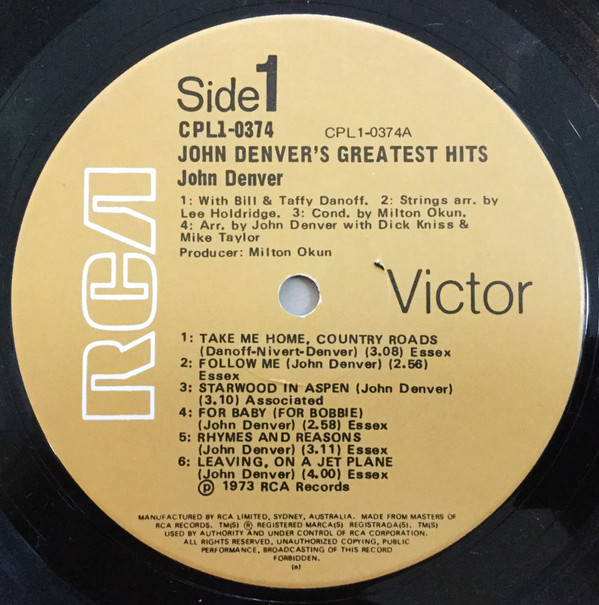 Side 1
CPL1-0374 CPL1-0374A
JOHN DENVER'S GREATEST HITS
John Denver
1: With Bill & Taffy Danoff. 2: Strings arr. by
Lee Holdridge. 3: Cond. by Milton Okun.
4: Arr. by John Denver with Dick Kniss &
Mike Taylor
Producer: Milton Okun
RCA
Victor
1: TAKE ME HOME, COUNTRY ROADS
(Danoff-Nivert-Denver) (3.08) Essex
2: FOLLOW ME (John Denver) (2.56)
Essex
3: STARWOOD IN ASPEN (John Denver)
(3.10) Associated
4: FOR BABY (FOR BOBBIE)
(John Denver) (2.58) Essex
5: RHYMES AND REASONS
(John Denver) (3.11) Essex
6: LEAVING, ON A JET PLANE
(John Denver) (4.00) Essex
℗ 1973 RCA Records
MANUFACTURED BY RCA LIMITED, SYDNEY, AUSTRALIA. MADE FROM MASTERS OF
RCA RECORDS. TM(S) ® REGISTERED MARCA(S) REGISTRADA(S). TM(S)
USED BY AUTHORITY AND UNDER CONTROL OF RCA CORPORATION.
ALL RIGHTS RESERVED, UNAUTHORIZED COPYING, PUBLIC
PERFORMANCE, BROADCASTING OF THIS RECORD
FORBIDDEN.